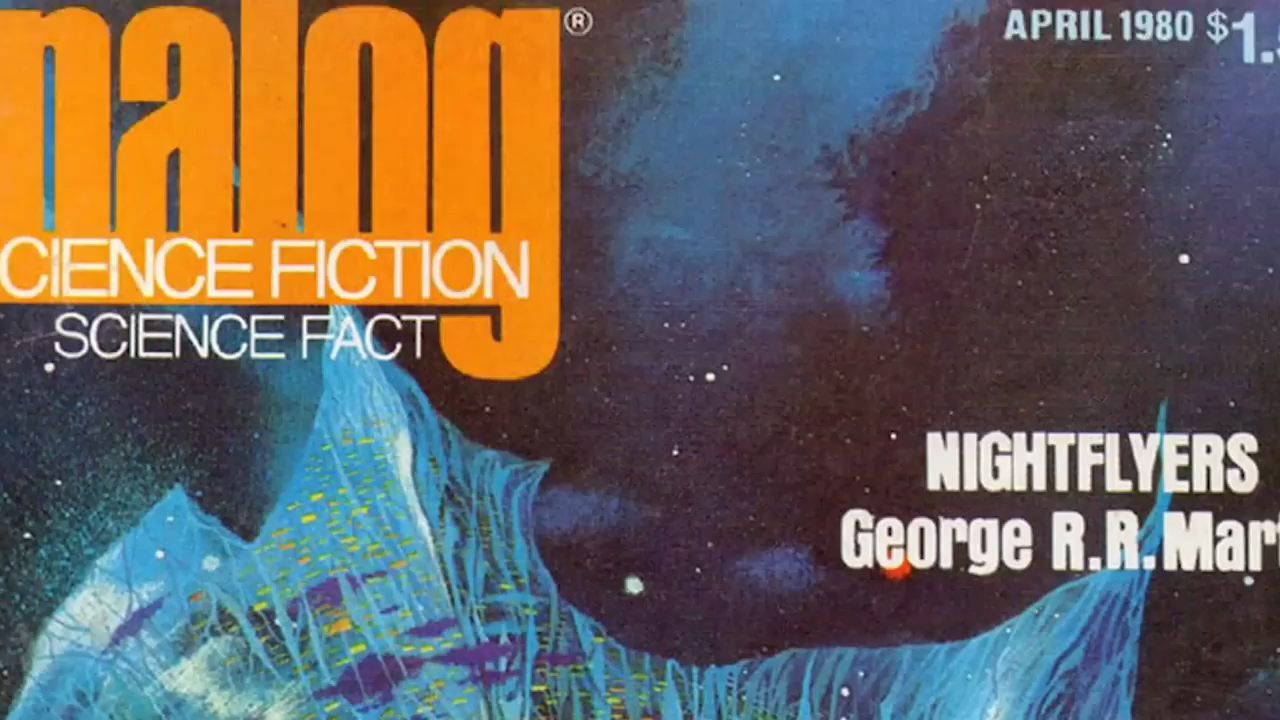 nalog®
APRIL 1980 $1.5
CIENCE FICTION
SCIENCE FACT
NIGHTFLYERS
George R.R. Mart